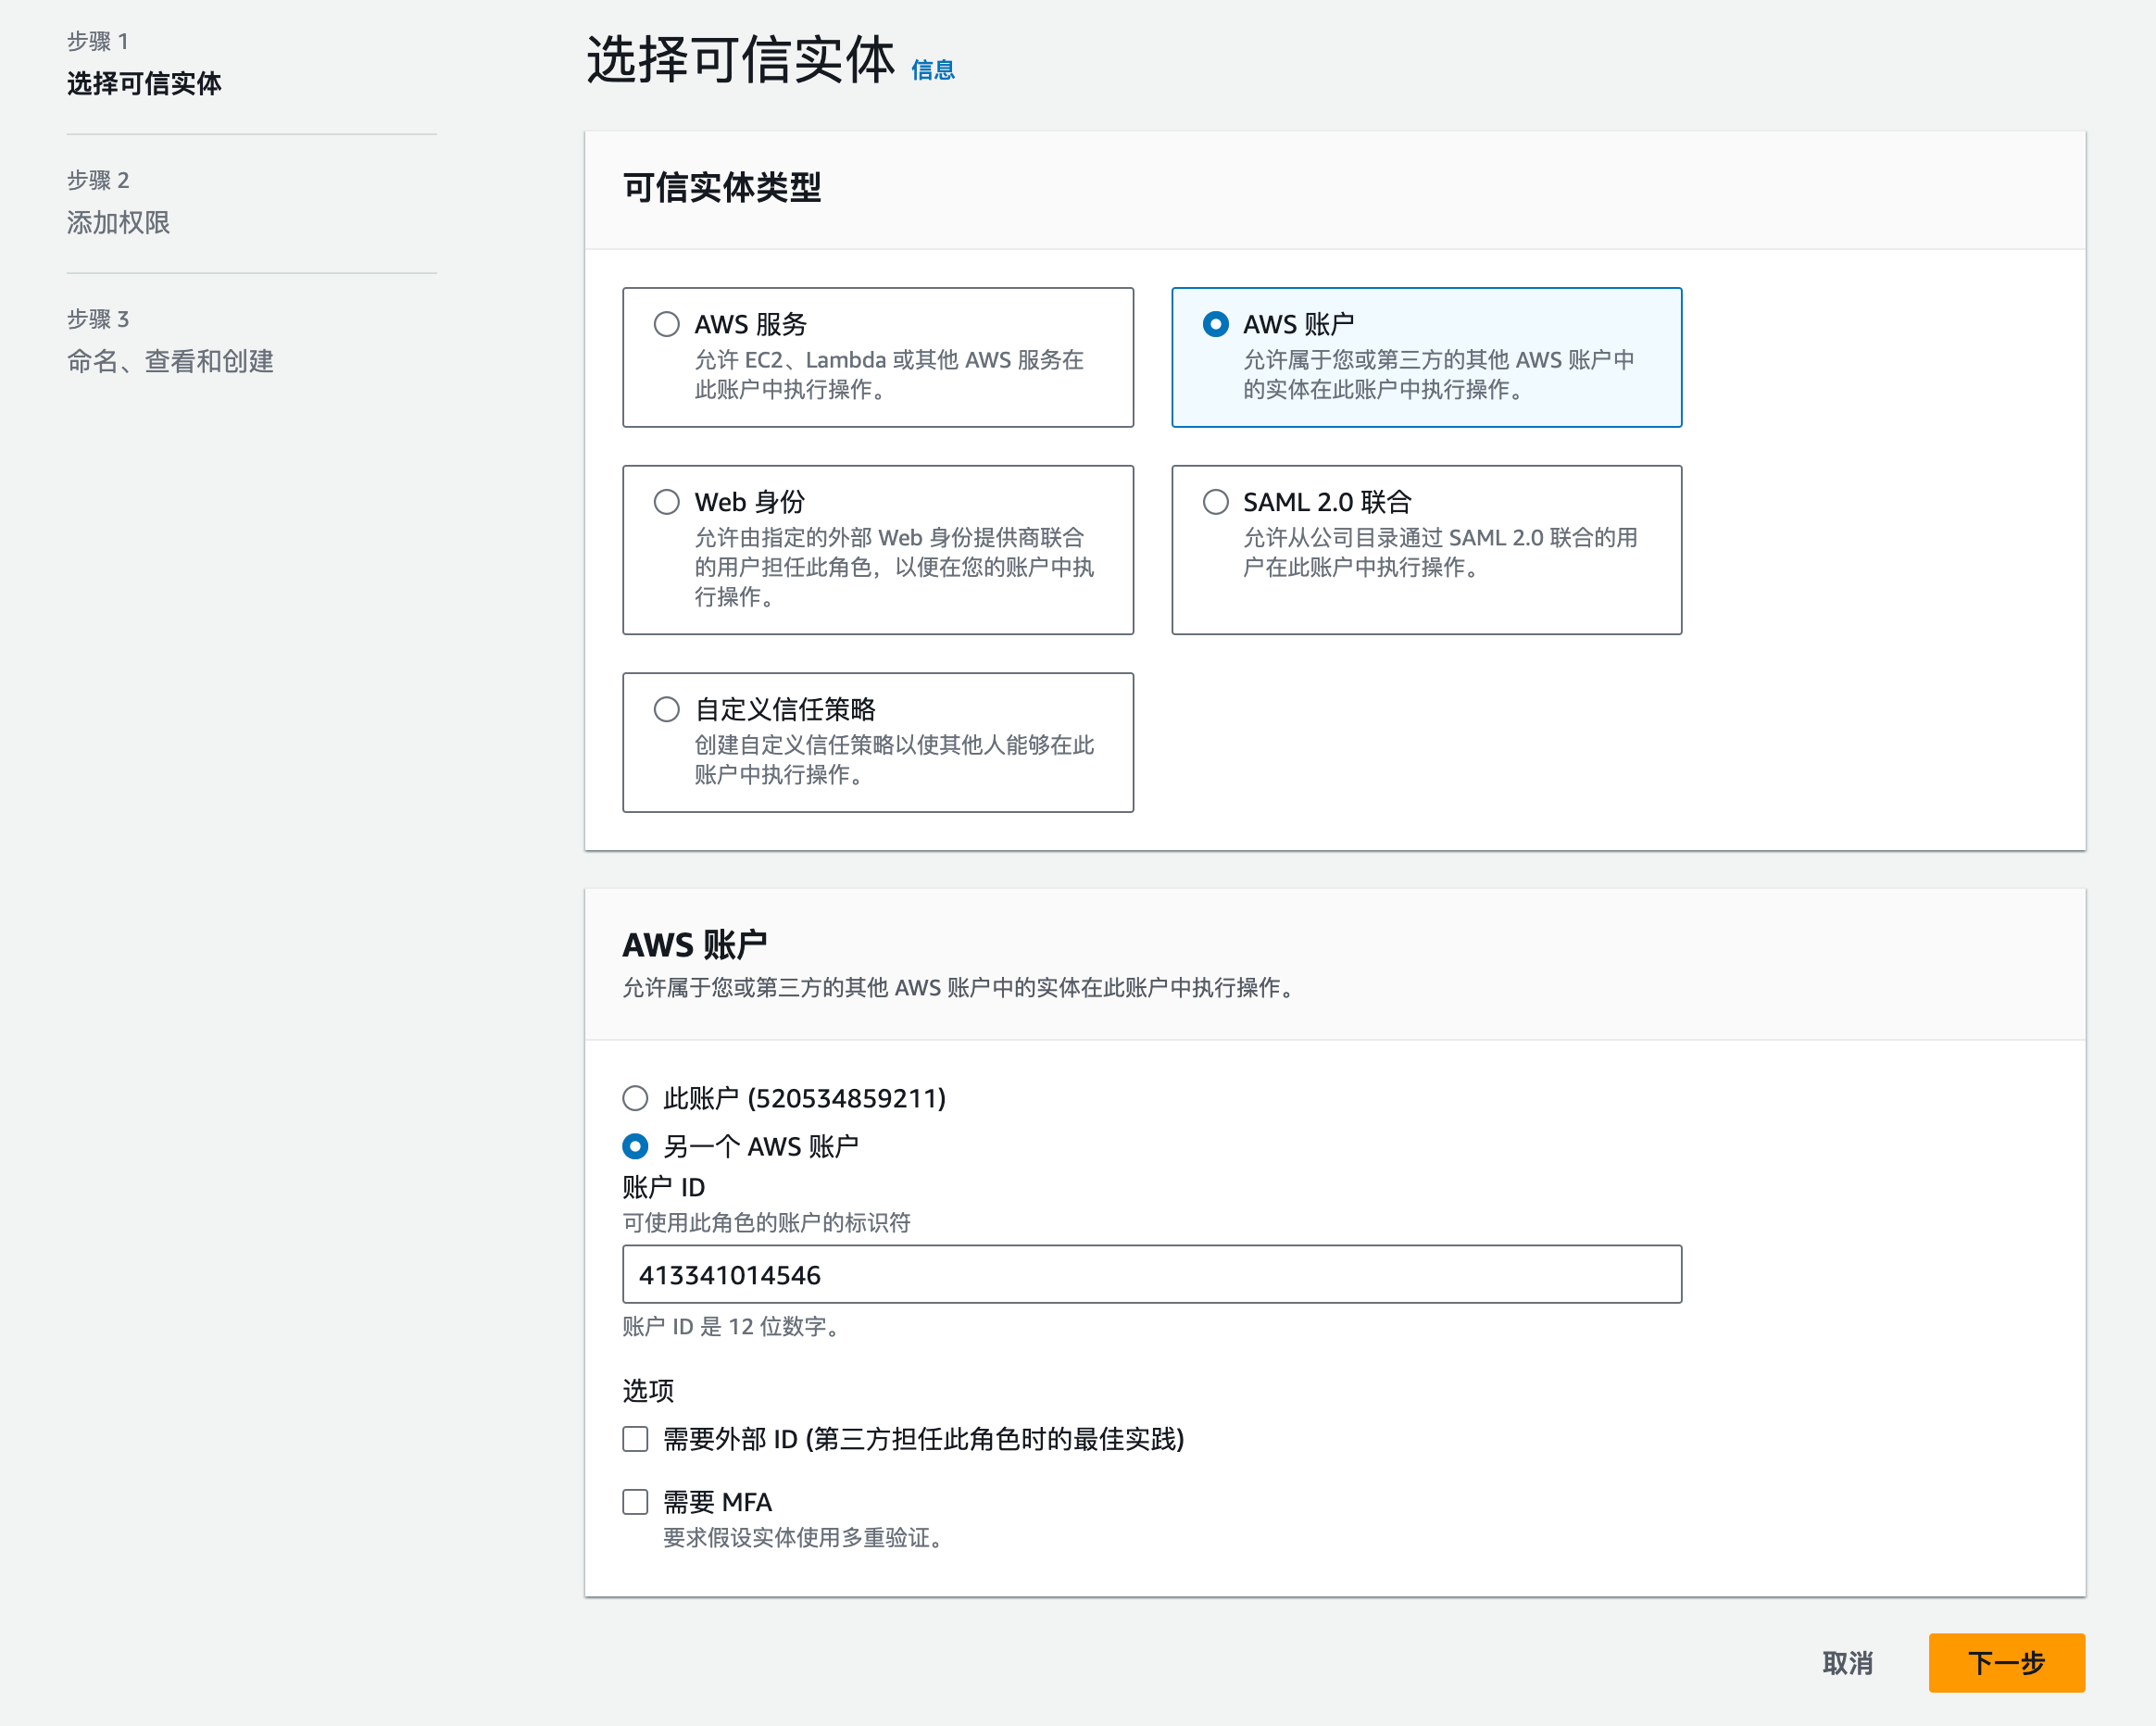 步骤 1
选择可信实体
步骤 2
添加权限
步骤 3
命名、查看和创建
选择可信实体 信息
可信实体类型
AWS 服务
允许 EC2、Lambda 或其他 AWS 服务在
此账户中执行操作。
AWS 账户
允许属于您或第三方的其他 AWS 账户中
的实体在此账户中执行操作。
Web 身份
允许由指定的外部 Web 身份提供商联合
的用户担任此角色，以便在您的账户中执
行操作。
SAML 2.0 联合
允许从公司目录通过 SAML 2.0 联合的用
户在此账户中执行操作。
自定义信任策略
创建自定义信任策略以使其他人能够在此
账户中执行操作。
AWS 账户
允许属于您或第三方的其他 AWS 账户中的实体在此账户中执行操作。
此账户 (520534859211)
另一个 AWS 账户
账户 ID
可使用此角色的账户的标识符
413341014546
账户 ID 是 12 位数字。
选项
需要外部 ID (第三方担任此角色时的最佳实践)
需要 MFA
要求假设实体使用多重验证。
取消
下一步